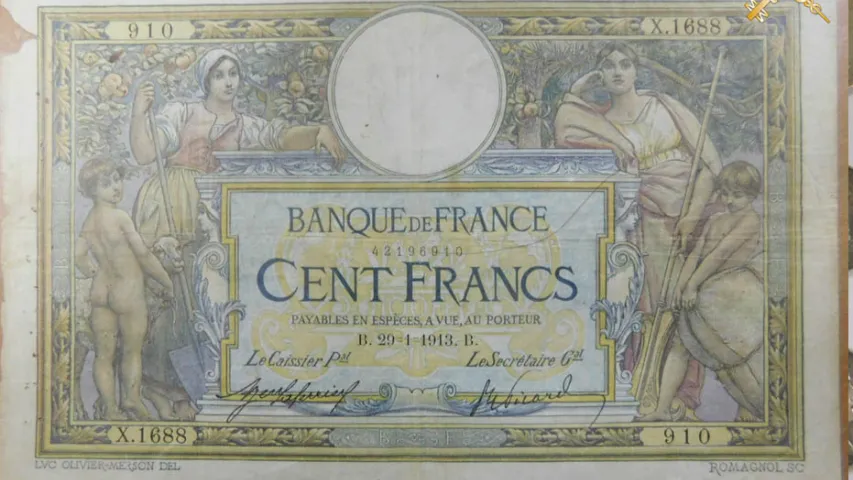 910 X.1688
BANQUE DE FRANCE
42196910
CENT FRANCS
PAYABLES EN ESPÈCES, A VUE, AU PORTEUR
B. 29-1-1913. B.
Le Caissier Pal Le Secrétaire Gal
X.1688 910
LVC OLIVIER-MERSON DEL ROMAGNOL SC